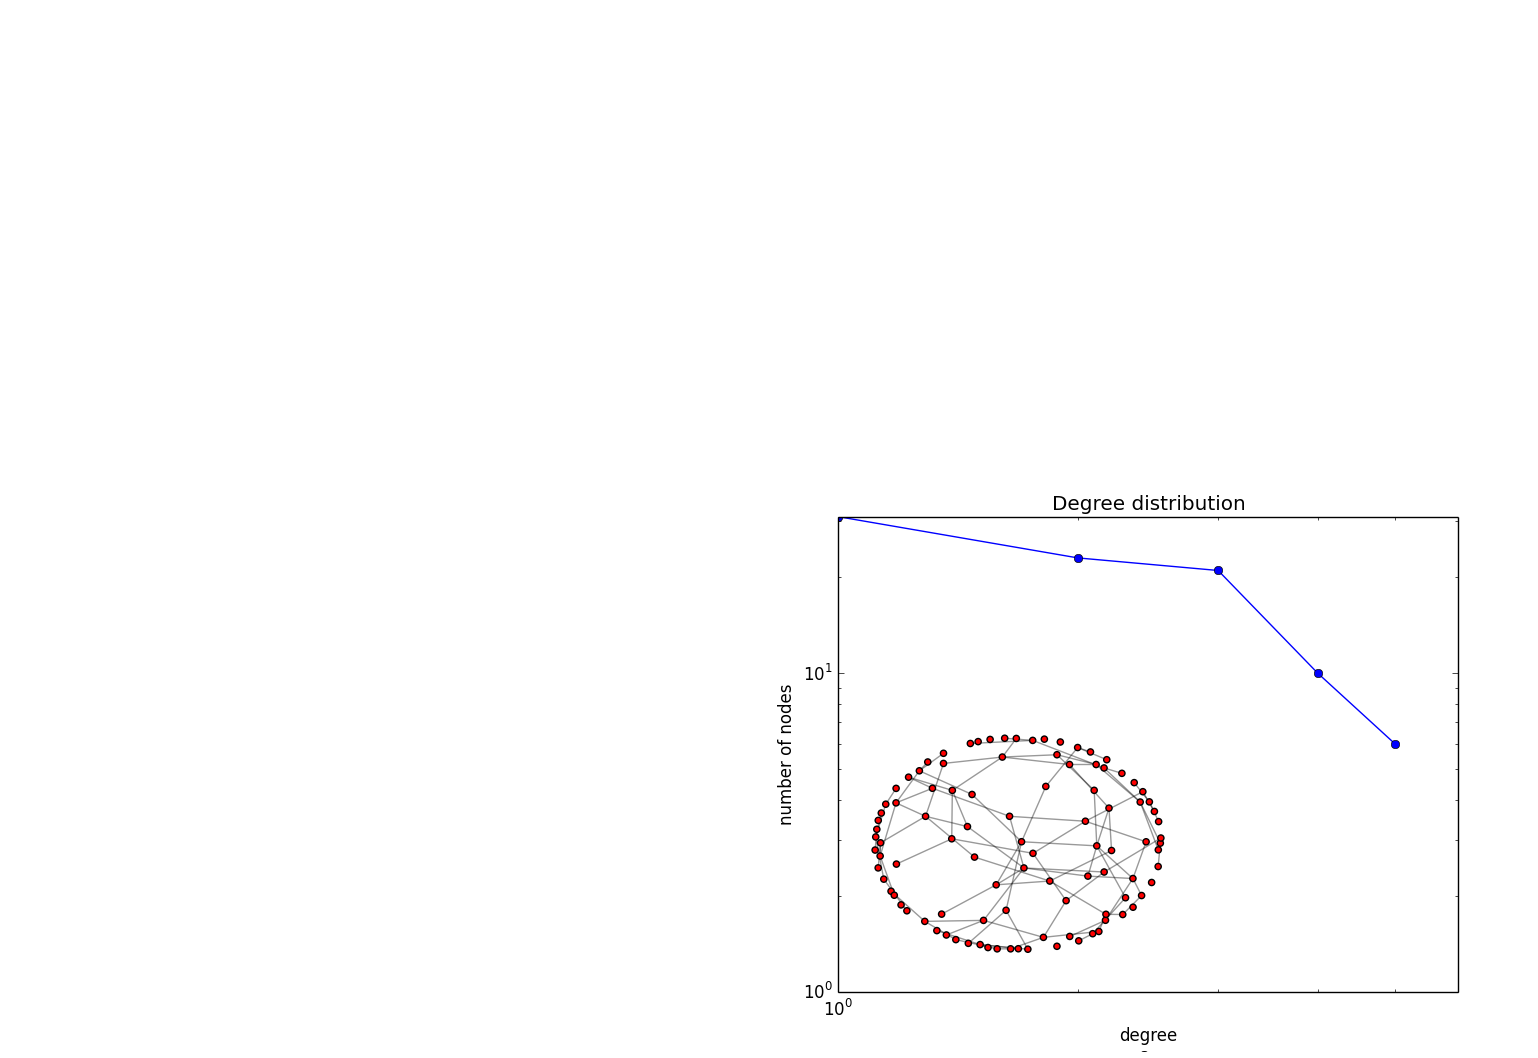 Degree distribution
number of nodes
10¹
10⁰
10⁰
degree